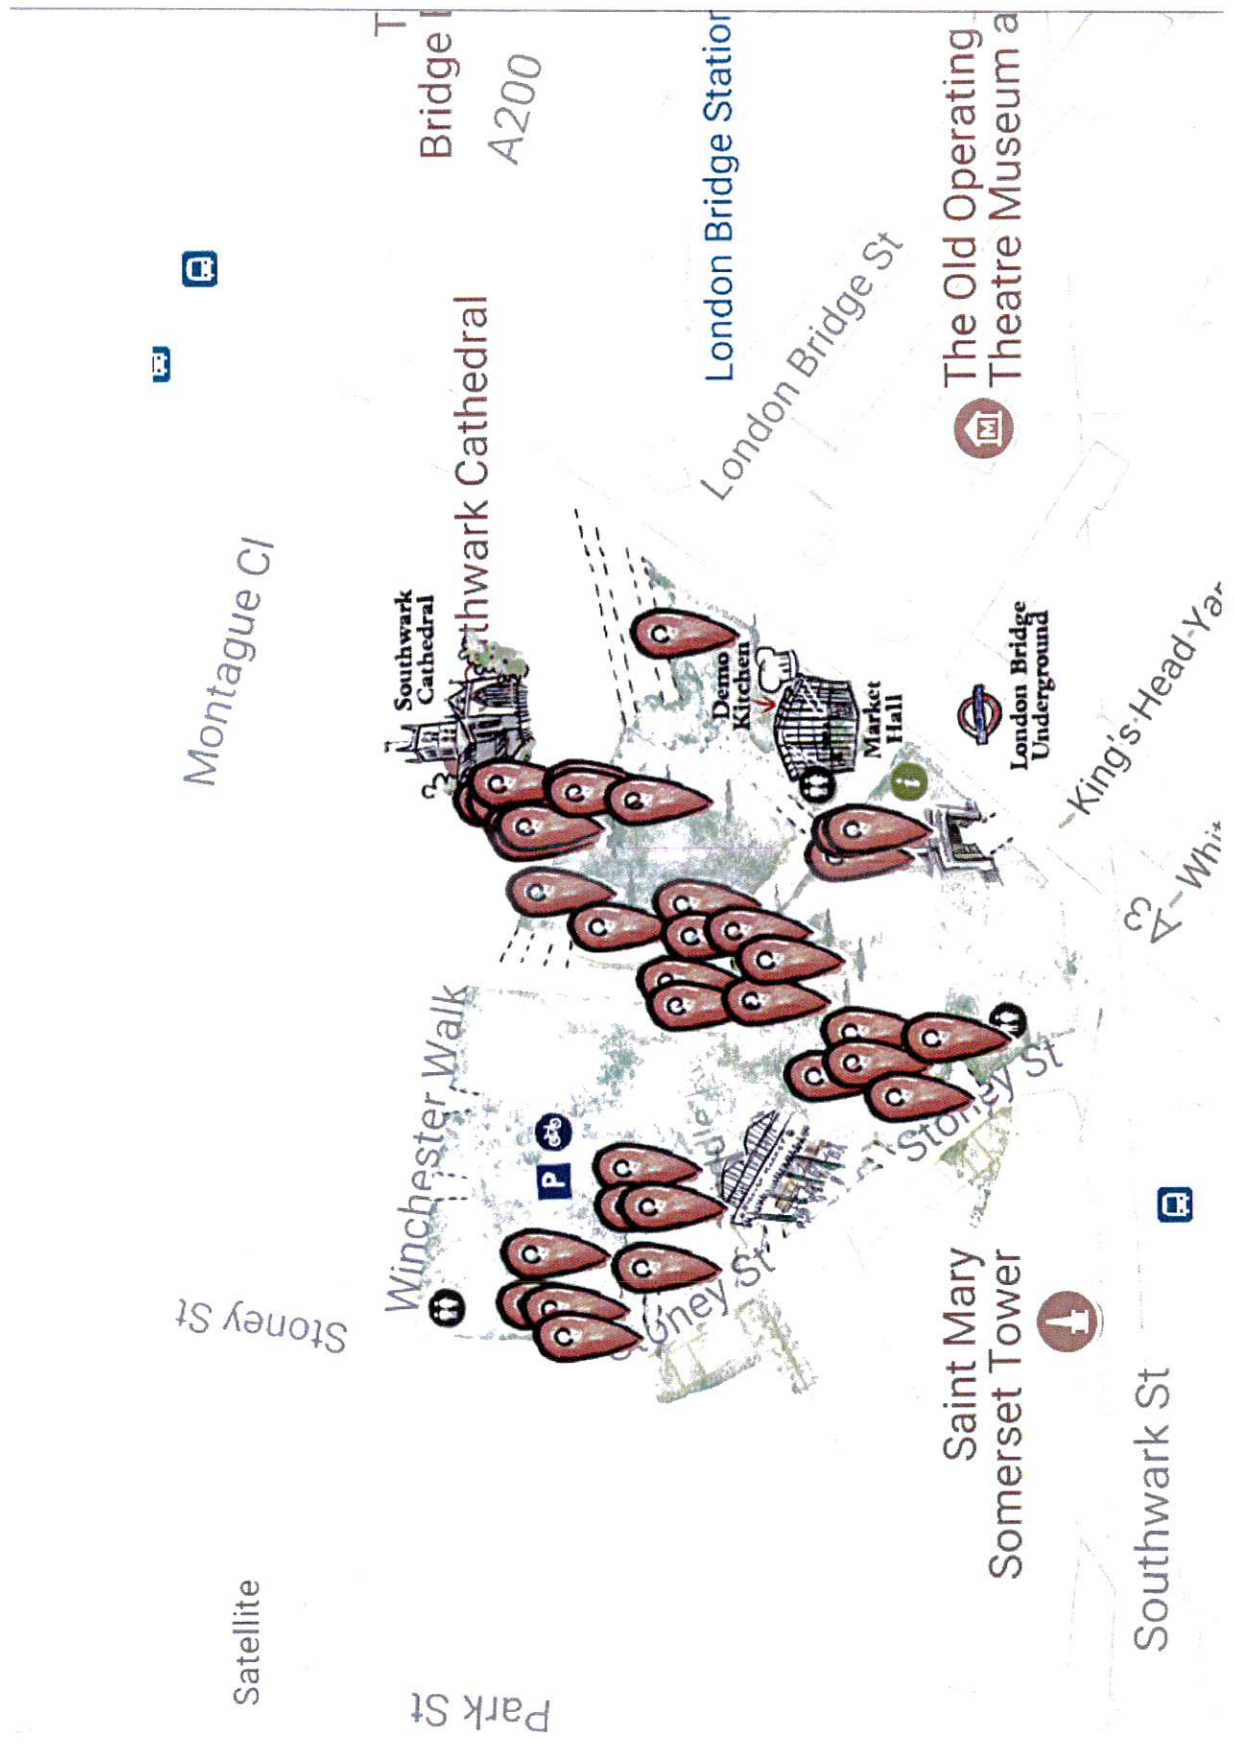 Satellite
Park St
Stoney St
Montague Cl
Winchester Walk
Southwark
Cathedral
thwark Cathedral
Bridge
A200
London Bridge Station
London Bridge St
Demo
Kitchen
Market
Hall
P
i
London Bridge
Underground
The Old Operating
Theatre Museum a
M
Stoney St
Stoney St
King's-Head-Yar
A3
Saint Mary
Somerset Tower
Southwark St